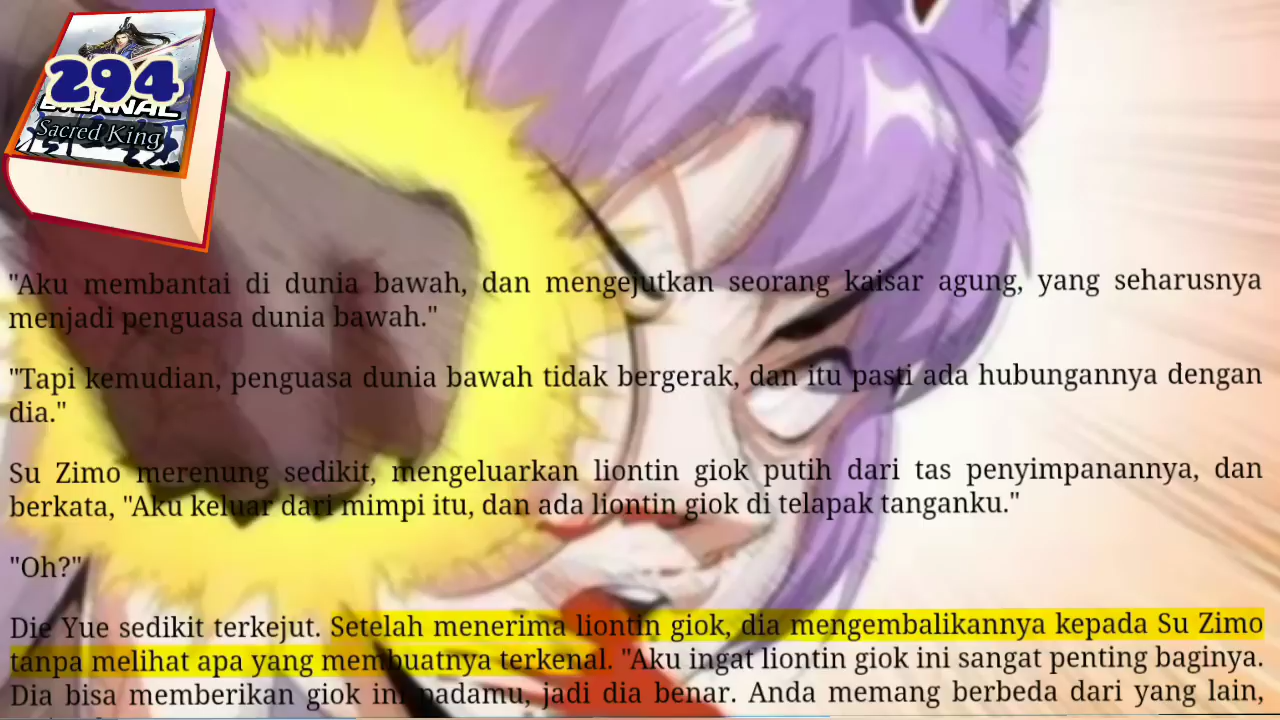 294
ETERNAL
Sacred King
"Aku membantai di dunia bawah, dan mengejutkan seorang kaisar agung, yang seharusnya
menjadi penguasa dunia bawah."
"Tapi kemudian, penguasa dunia bawah tidak bergerak, dan itu pasti ada hubungannya dengan
dia."
Su Zimo merenung sedikit, mengeluarkan liontin giok putih dari tas penyimpanannya, dan
berkata, "Aku keluar dari mimpi itu, dan ada liontin giok di telapak tanganku."
"Oh?"
Die Yue sedikit terkejut. Setelah menerima liontin giok, dia mengembalikannya kepada Su Zimo
tanpa melihat apa yang membuatnya terkenal. "Aku ingat liontin giok ini sangat penting baginya.
Dia bisa memberikan giok ini padamu, jadi dia benar. Anda memang berbeda dari yang lain,